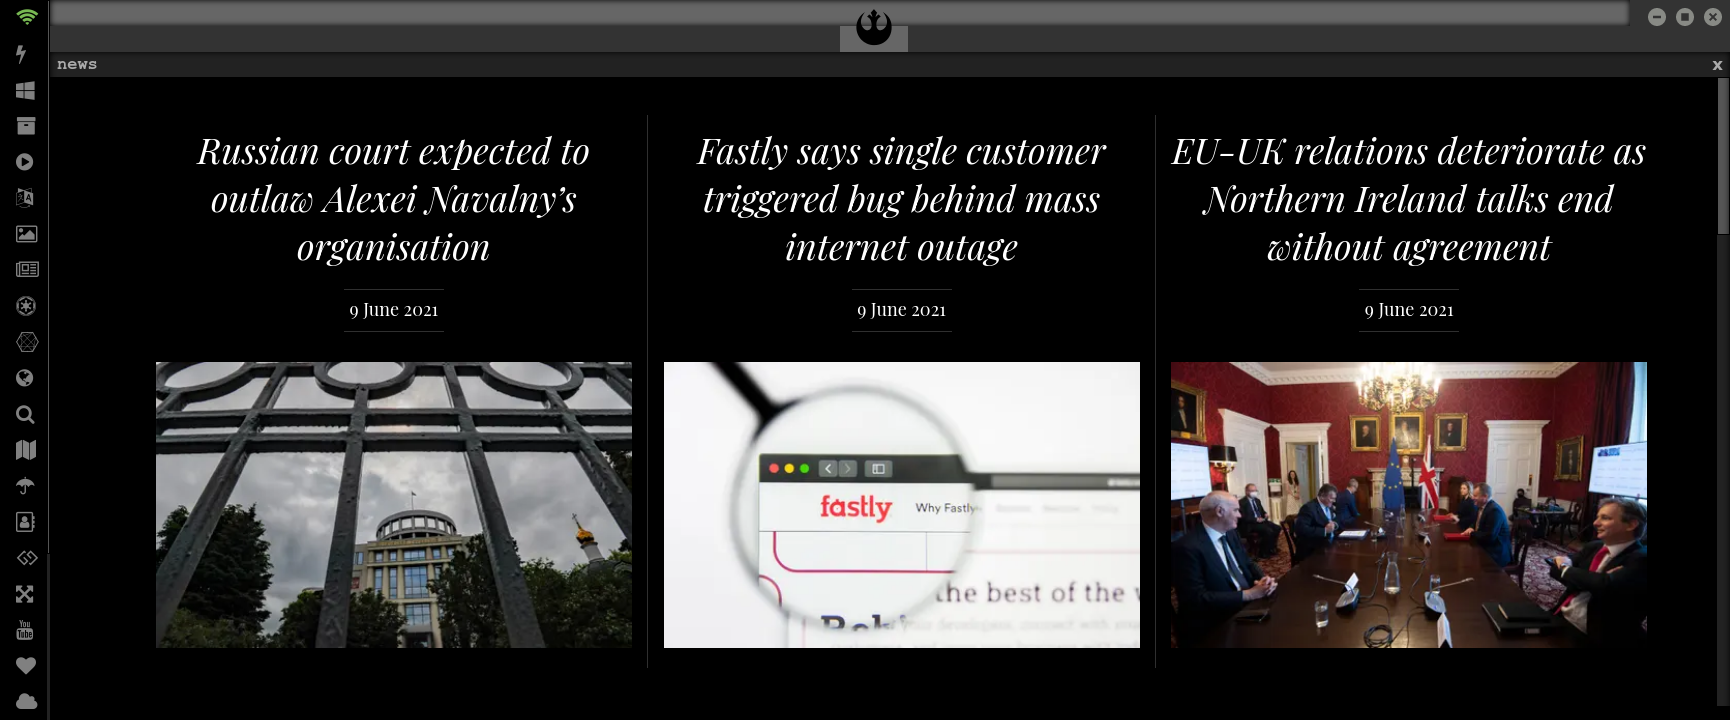 news
x
Russian court expected to
outlaw Alexei Navalny's
organisation
9 June 2021
Fastly says single customer
triggered bug behind mass
internet outage
9 June 2021
fastly
Why Fastly
the best of the
EU-UK relations deteriorate as
Northern Ireland talks end
without agreement
9 June 2021
You
Tube